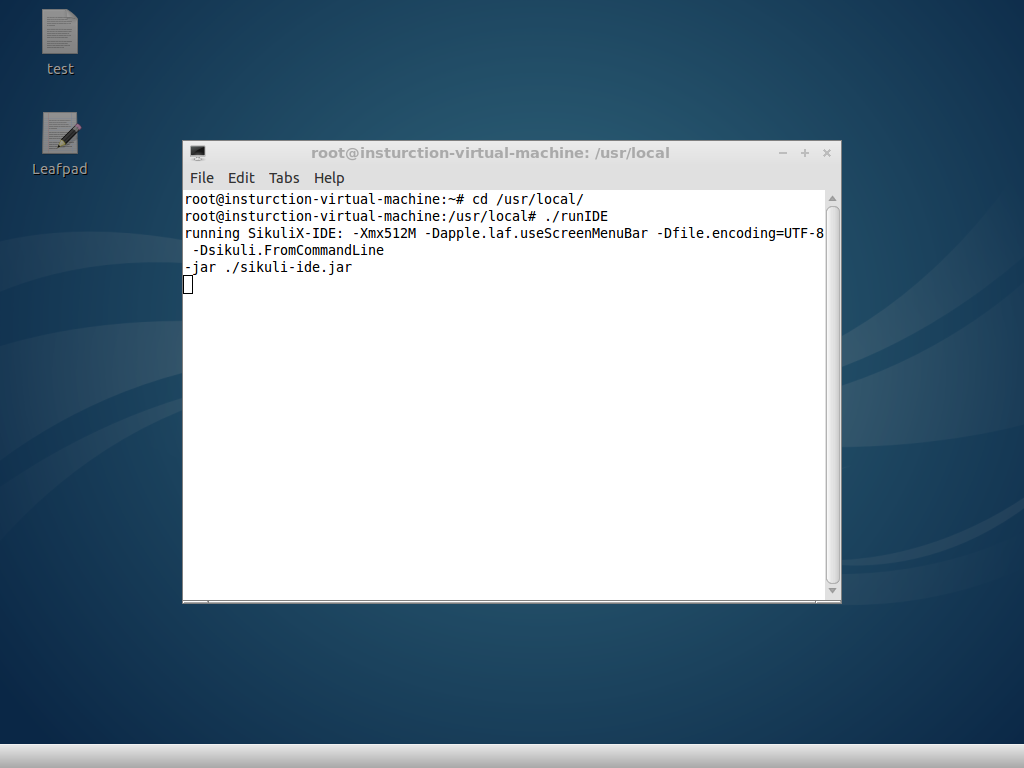 test
Leafpad
root@insturction-virtual-machine: /usr/local
File Edit Tabs Help
root@insturction-virtual-machine:~# cd /usr/local/
root@insturction-virtual-machine:/usr/local# ./runIDE
running SikuliX-IDE: -Xmx512M -Dapple.laf.useScreenMenuBar -Dfile.encoding=UTF-8
-Dsikuli.FromCommandLine
-jar ./sikuli-ide.jar